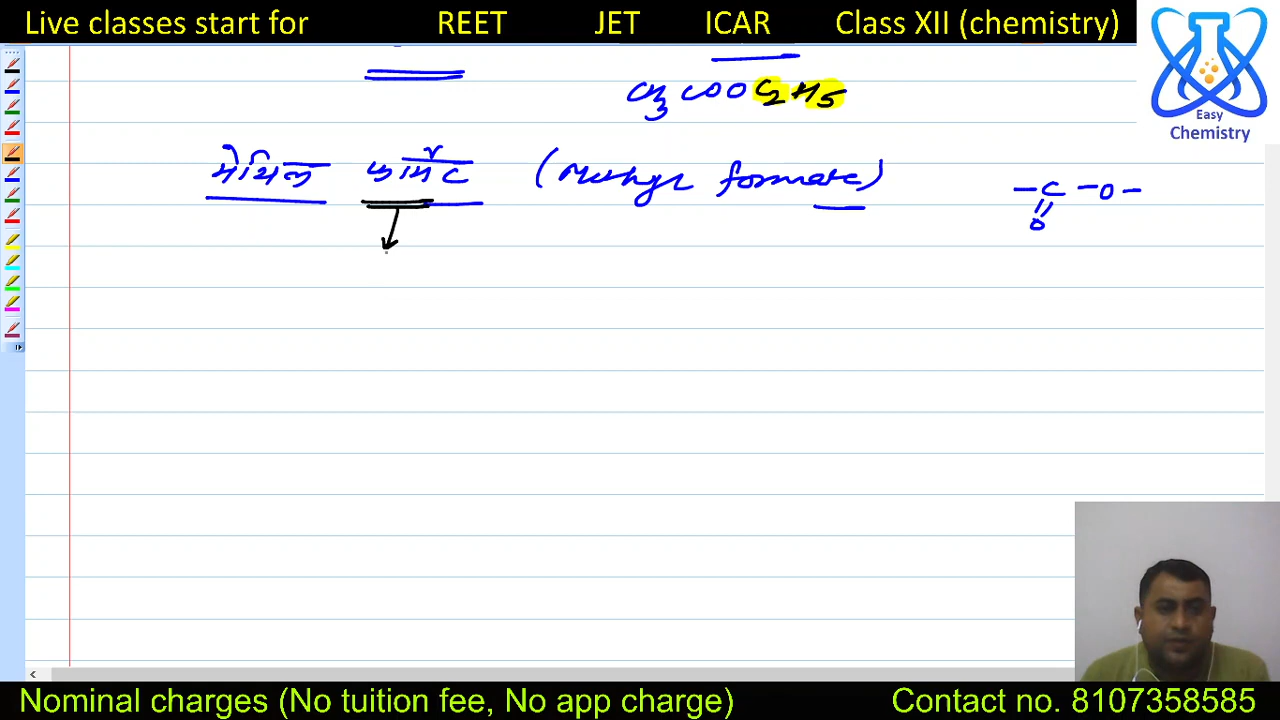 Live classes start for REET JET ICAR Class XII (chemistry)
CH3COOC2H5
Easy
Chemistry
मेथिल फार्मेट (Methyl formate)
–C–O–
O
Nominal charges (No tuition fee, No app charge)
Contact no. 8107358585